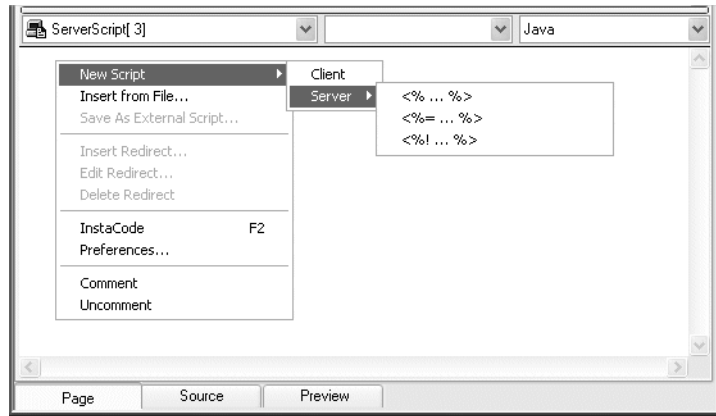 ServerScript[ 3] Java
New Script Client
Insert from File... Server <% ... %>
Save As External Script... <%= ... %>
<%! ... %>
Insert Redirect...
Edit Redirect...
Delete Redirect
InstaCode F2
Preferences...
Comment
Uncomment
Page Source Preview